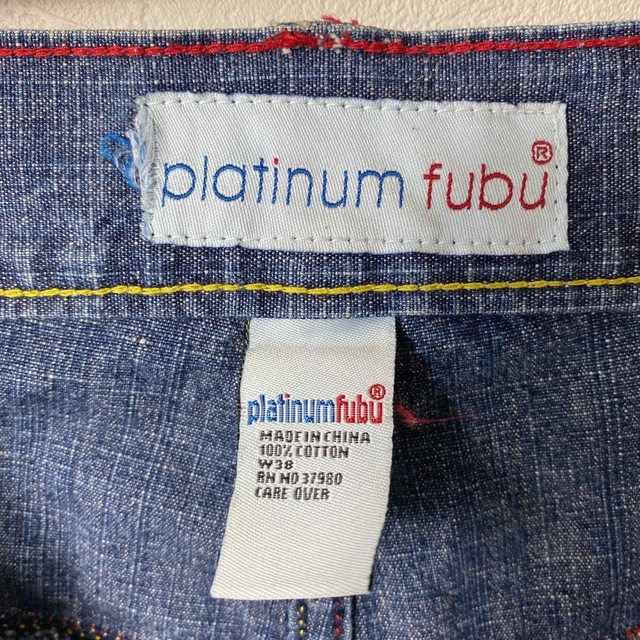 platinum fubu®
platinumfubu®
MADE IN CHINA
100% COTTON
W38
RN NO 37980
CARE OVER